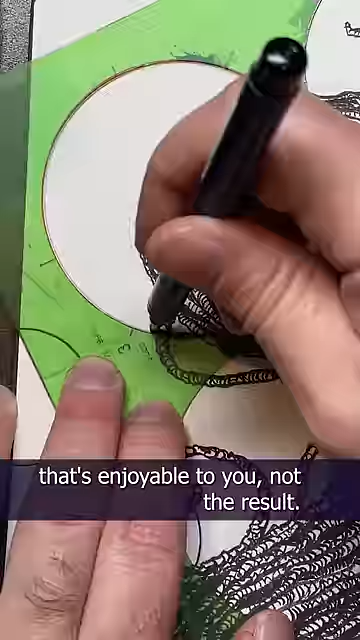 that's enjoyable to you, not
the result.